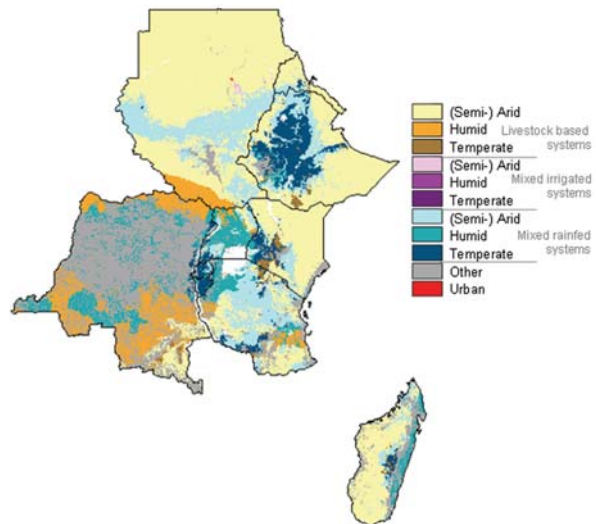 (Semi-) Arid
Humid Livestock based
Temperate systems
(Semi-) Arid
Humid Mixed irrigated
Temperate systems
(Semi-) Arid
Humid Mixed rainfed
Temperate systems
Other
Urban